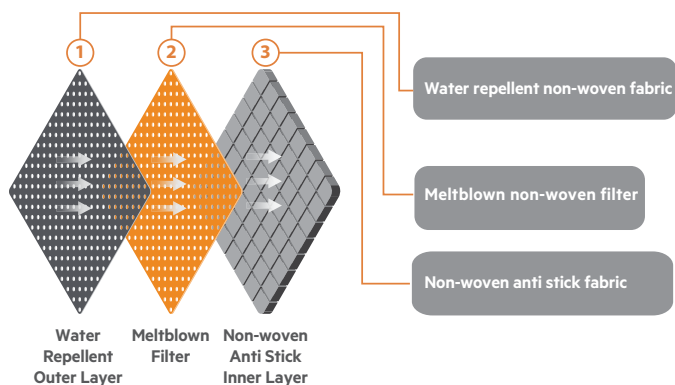 1
2
3
Water repellent non-woven fabric
Meltblown non-woven filter
Non-woven anti stick fabric
Water
Repellent
Outer Layer
Meltblown
Filter
Non-woven
Anti Stick
Inner Layer